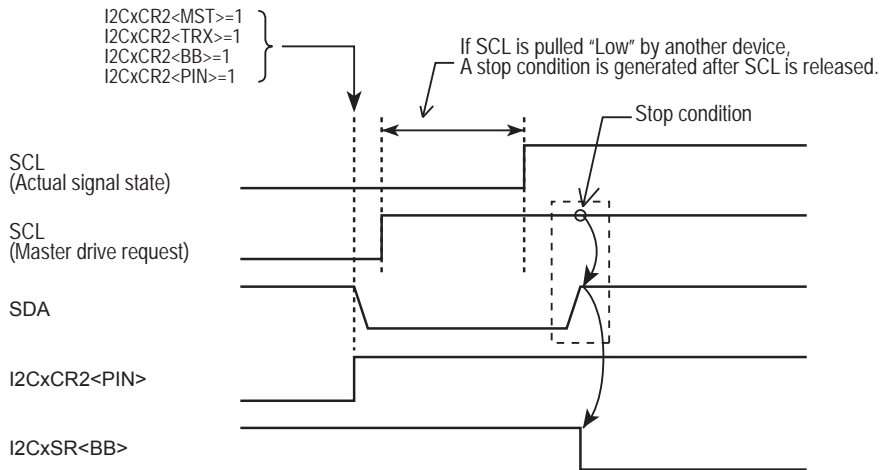 I2CxCR2<MST>=1
I2CxCR2<TRX>=1
I2CxCR2<BB>=1
I2CxCR2<PIN>=1
If SCL is pulled “Low” by another device,
A stop condition is generated after SCL is released.
Stop condition
SCL
(Actual signal state)
SCL
(Master drive request)
SDA
I2CxCR2<PIN>
I2CxSR<BB>